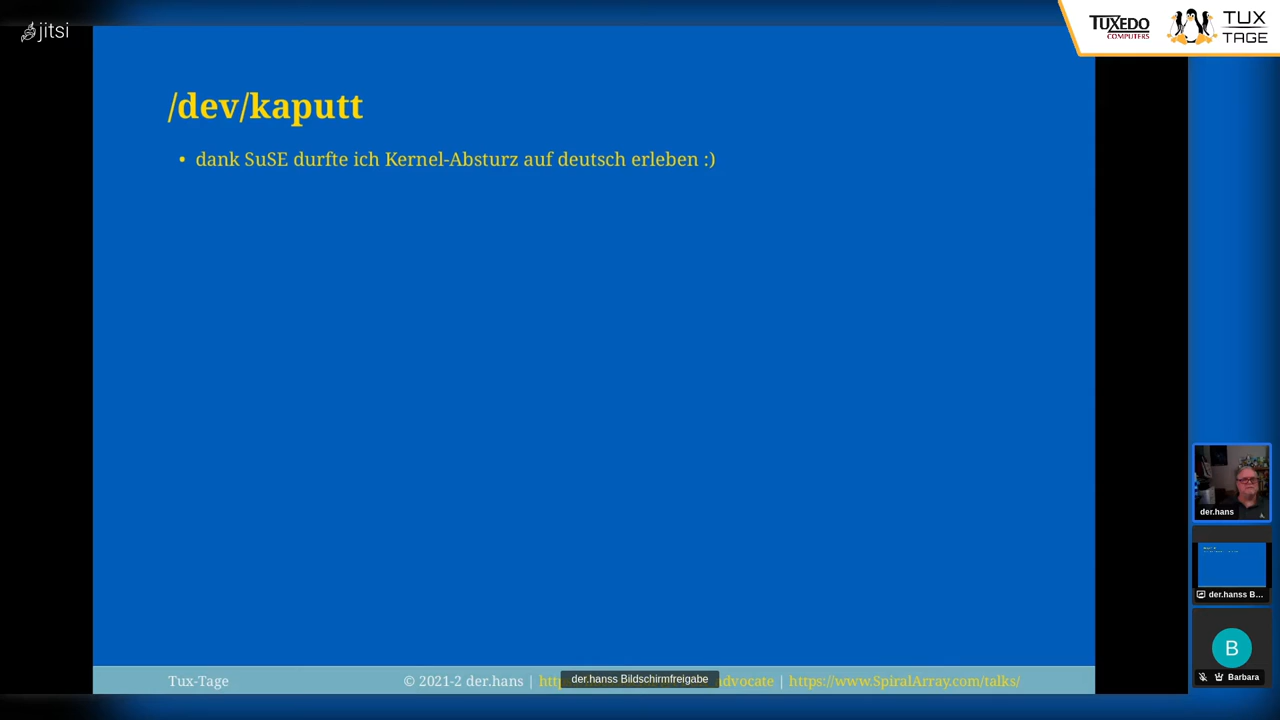 jitsi
TUXEDO
COMPUTERS
TUX
TAGE
/dev/kaputt
• dank SuSE durfte ich Kernel-Absturz auf deutsch erleben :)
der.hans
der.hanss B...
B
Barbara
Tux-Tage
© 2021-2 der.hans | advocate | https://www.SpiralArray.com/talks/
der.hanss Bildschirmfreigabe